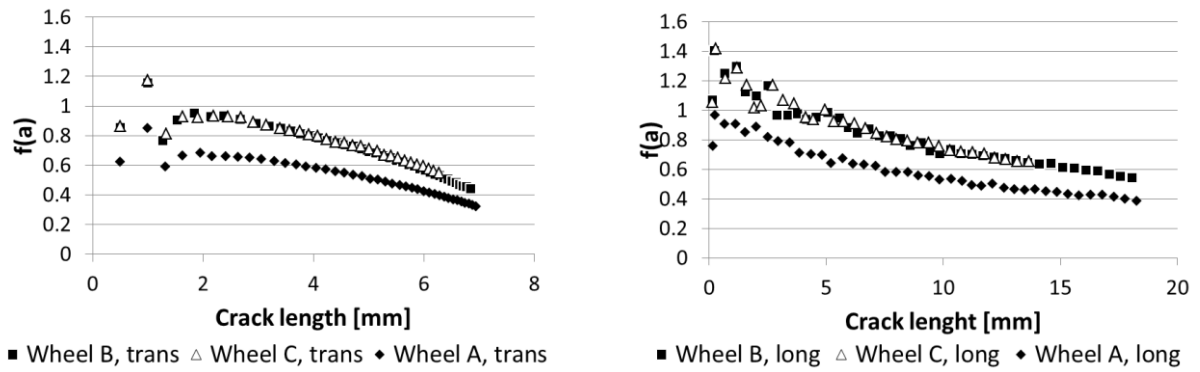 1.6
1.4
1.2
1
0.8
0.6
0.4
0.2
0
f(a)
0 2 4 6 8
Crack length [mm]
■ Wheel B, trans △ Wheel C, trans ◆ Wheel A, trans
1.6
1.4
1.2
1
0.8
0.6
0.4
0.2
0
f(a)
0 5 10 15 20
Crack lenght [mm]
■ Wheel B, long △ Wheel C, long ◆ Wheel A, long